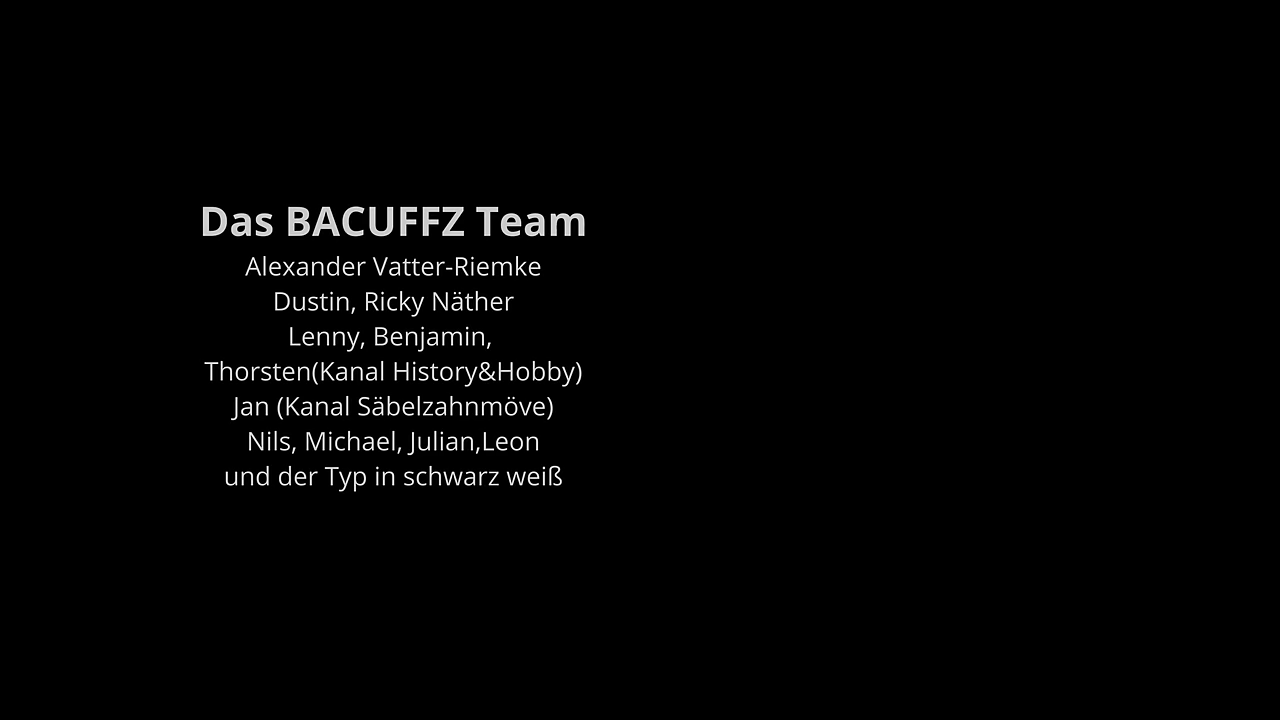 Das BACUFFZ Team
Alexander Vatter-Riemke
Dustin, Ricky Näther
Lenny, Benjamin,
Thorsten(Kanal History&Hobby)
Jan (Kanal Säbelzahnmöve)
Nils, Michael, Julian,Leon
und der Typ in schwarz weiß